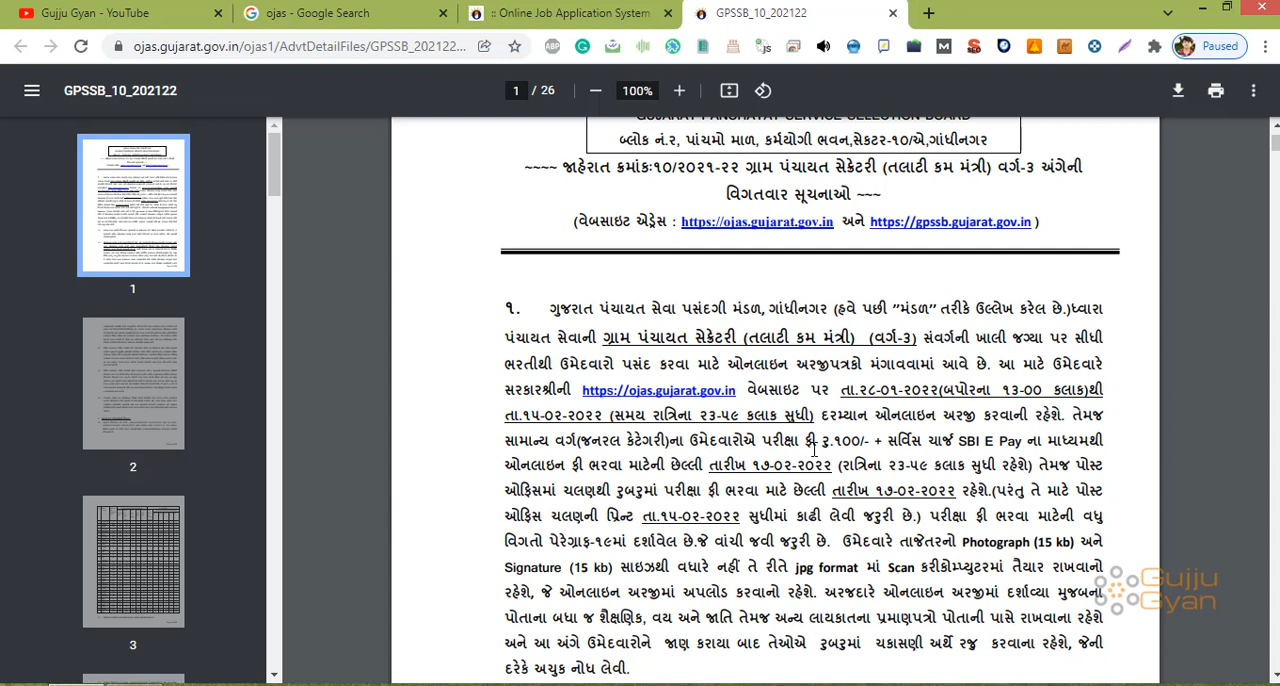 Gujju Gyan - YouTube
ojas - Google Search
:: Online Job Application System
GPSSB_10_202122
ojas.gujarat.gov.in/ojas1/AdvtDetailFiles/GPSSB_202122...
Paused
GPSSB_10_202122
1 / 26
100%
GUJARAT PANCHAYAT SERVICE SELECTION BOARD
બ્લોક નં.૨, પાંચમો માળ, કર્મયોગી ભવન,સેક્ટર-૧૦/એ,ગાંધીનગર
~~~~ જાહેરાત ક્રમાંક:૧૦/૨૦૨૧-૨૨ ગ્રામ પંચાયત સેક્રેટરી (તલાટી કમ મંત્રી) વર્ગ-૩ અંગેની
વિગતવાર સૂચનાઓ ~~~
(વેબસાઇટ એડ્રેસ : https://ojas.gujarat.gov.in અને https://gpssb.gujarat.gov.in )
૧. ગુજરાત પંચાયત સેવા પસંદગી મંડળ,ગાંધીનગર (હવે પછી ”મંડળ” તરીકે ઉલ્લેખ કરેલ છે.)ધ્વારા
પંચાયત સેવાની ગ્રામ પંચાયત સેક્રેટરી (તલાટી કમ મંત્રી) (વર્ગ-૩) સંવર્ગની ખાલી જગ્યા પર સીધી
ભરતીથી ઉમેદવારો પસંદ કરવા માટે ઓનલાઇન અરજીપત્રકો મંગાવવામાં આવે છે. આ માટે ઉમેદવારે
સરકારશ્રીની https://ojas.gujarat.gov.in વેબસાઇટ પર તા.૨૮-૦૧-૨૦૨૨(બપોરના ૧૩-૦૦ કલાક)થી
તા.૧૫-૦૨-૨૦૨૨ (સમય રાત્રિના ૨૩-૫૯ કલાક સુધી) દરમ્યાન ઓનલાઇન અરજી કરવાની રહેશે. તેમજ
સામાન્ય વર્ગ(જનરલ કેટેગરી)ના ઉમેદવારોએ પરીક્ષા ફી રુ.૧૦૦/- + સર્વિસ ચાર્જ SBI E Pay ના માધ્યમથી
ઓનલાઇન ફી ભરવા માટેની છેલ્લી તારીખ ૧૭-૦૨-૨૦૨૨ (રાત્રિના ૨૩-૫૯ કલાક સુધી રહેશે) તેમજ પોસ્ટ
ઓફિસમાં ચલણથી રુબરુમાં પરીક્ષા ફી ભરવા માટે છેલ્લી તારીખ ૧૭-૦૨-૨૦૨૨ રહેશે.(પરંતુ તે માટે પોસ્ટ
ઓફિસ ચલણની પ્રિન્ટ તા.૧૫-૦૨-૨૦૨૨ સુધીમાં કાઢી લેવી જરુરી છે.) પરીક્ષા ફી ભરવા માટેની વધુ
વિગતો પેરેગ્રાફ-૧૯માં દર્શાવેલ છે.જે વાંચી જવી જરુરી છે. ઉમેદવારે તાજેતરનો Photograph (15 kb) અને
Signature (15 kb) સાઇઝથી વધારે નહીં તે રીતે jpg format માં Scan કરીકોમ્પ્યુટરમાં તૈયાર રાખવાનો
રહેશે, જે ઓનલાઇન અરજીમાં અપલોડ કરવાનો રહેશે. અરજદારે ઓનલાઇન અરજીમાં દર્શાવ્યા મુજબના
પોતાના બધા જ શૈક્ષણિક, વય અને જાતિ તેમજ અન્ય લાયકાતના પ્રમાણપત્રો પોતાની પાસે રાખવાના રહેશે
અને આ અંગે ઉમેદવારોને જાણ કરાયા બાદ તેઓએ રુબરુમાં ચકાસણી અર્થે રજુ કરવાના રહેશે, જેની
દરેકે અચુક નોંધ લેવી.
Gujju
Gyan
1
2
3